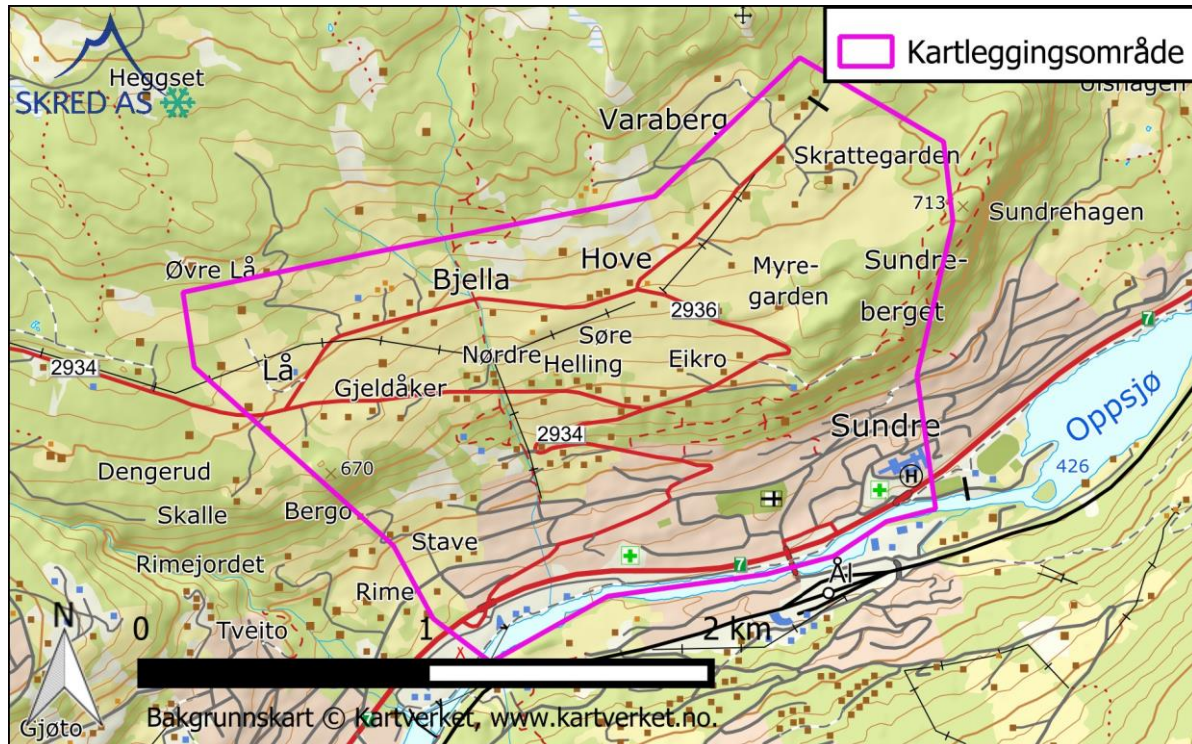 Kartleggingsområde
Heggset
SKRED AS
Varaberg
Skrattegarden
713
Sundrehagen
Øvre Lå
Bjella
Hove
Myre-
garden
Sundre-
berget
2936
7
2934
Lå
Nørdre
Søre
Helling
Eikro
Gjeldåker
2934
Sundre
Oppsjø
426
670
H
Dengerud
Skalle
Bergo
Stave
Rimejordet
Rime
7
Ål
N
Tveito
0
1
2 km
Gjøto
Bakgrunnskart © Kartverket, www.kartverket.no.